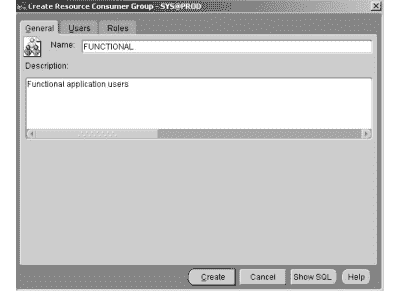 Create Resource Consumer Group - SYS@PROD
General Users Roles
Name: FUNCTIONAL
Description:
Functional application users
Create Cancel Show SQL Help